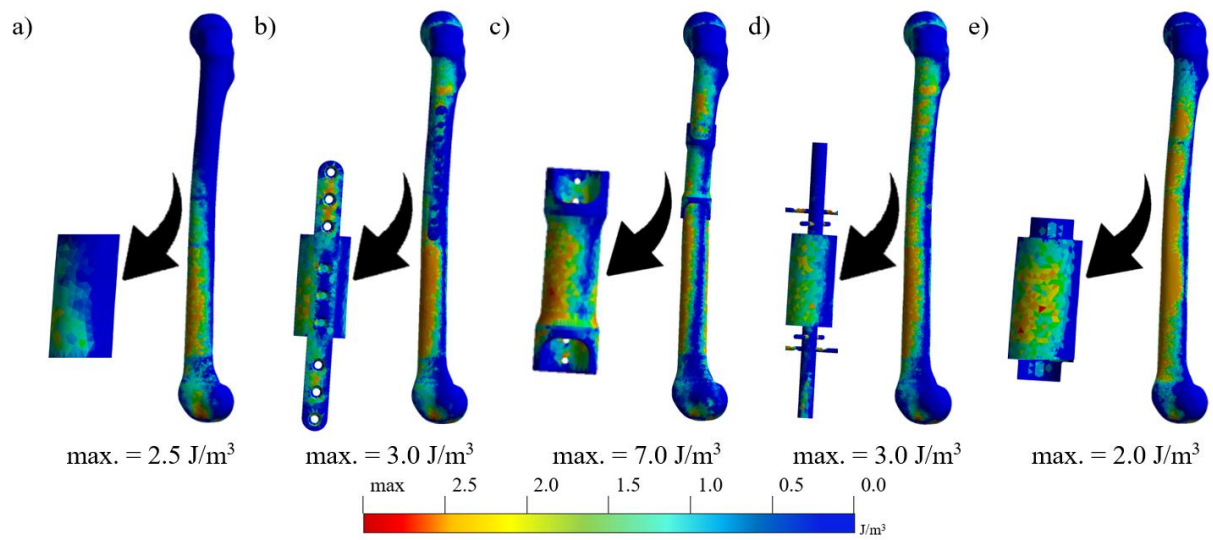 a)
b)
c)
d)
e)
max. = 2.5 J/m³
max. = 3.0 J/m³
max. = 7.0 J/m³
max. = 3.0 J/m³
max. = 2.0 J/m³
max 2.5 2.0 1.5 1.0 0.5 0.0
J/m³